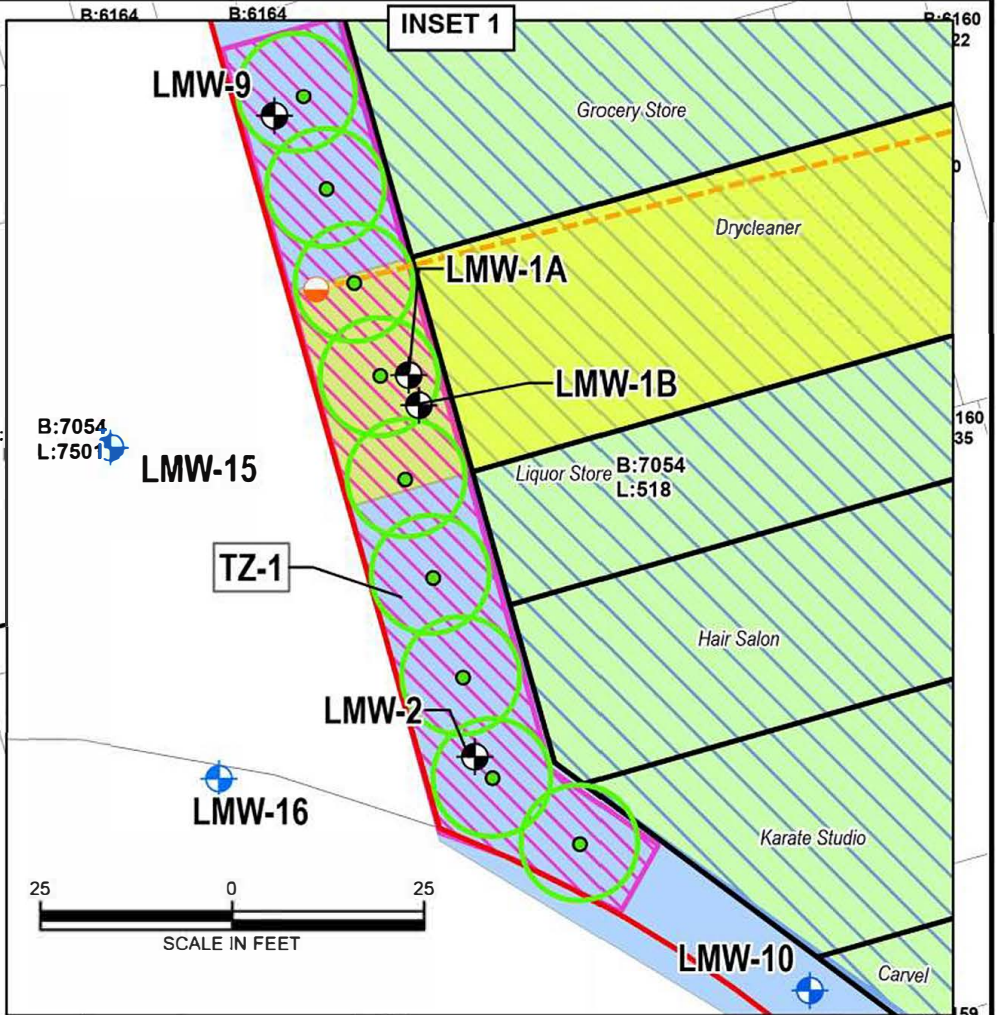 B:6164
B:6164
INSET 1
B:6160
22
LMW-9
Grocery Store
0
Drycleaner
LMW-1A
LMW-1B
160
35
B:7054
L:7501
LMW-15
Liquor Store
B:7054
L:518
TZ-1
Hair Salon
LMW-2
LMW-16
Karate Studio
25 0 25
SCALE IN FEET
LMW-10
Carvel
59